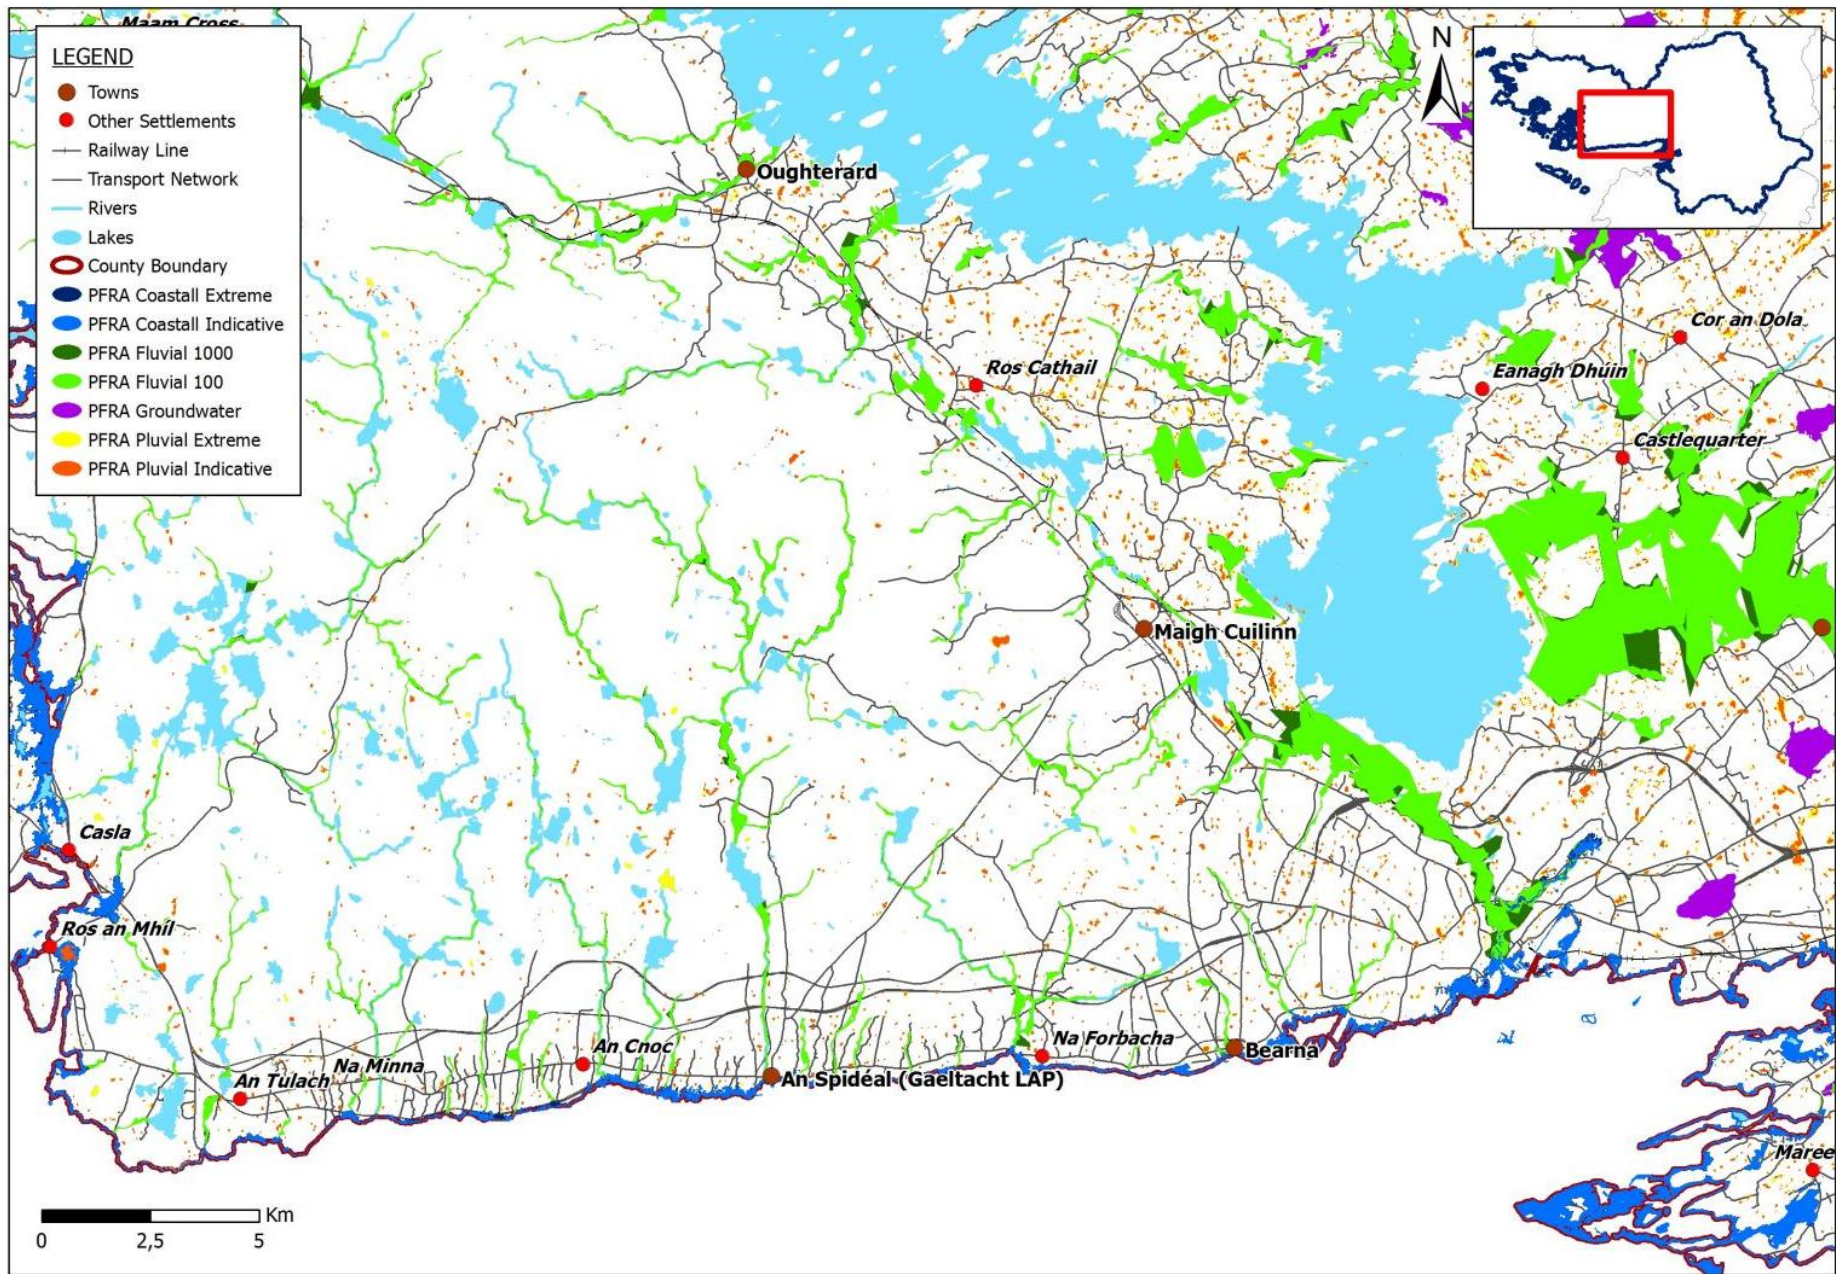 Maam Cross
LEGEND
Towns
Other Settlements
Railway Line
Transport Network
Rivers
Lakes
County Boundary
PFRA Coastall Extreme
PFRA Coastall Indicative
PFRA Fluvial 1000
PFRA Fluvial 100
PFRA Groundwater
PFRA Pluvial Extreme
PFRA Pluvial Indicative
N
Oughterard
Cor an Dola
Ros Cathail
Eanagh Dhúin
Castlequarter
Maigh Cuilinn
Casla
Ros an Mhíl
Na Forbacha
An Cnoc
Bearna
Na Minna
An Tulach
An Spidéal (Gaeltacht LAP)
Maree
Km
0 2,5 5